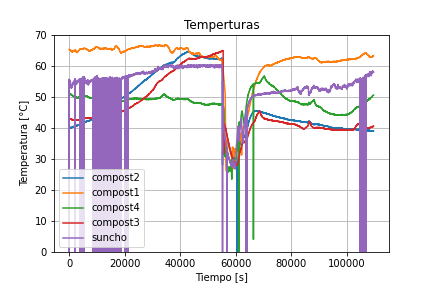 Temperturas
Temperatura [°C]
70
60
50
40
30
20
10
0
compost2
compost1
compost4
compost3
suncho
0
20000
40000
60000
80000
100000
Tiempo [s]